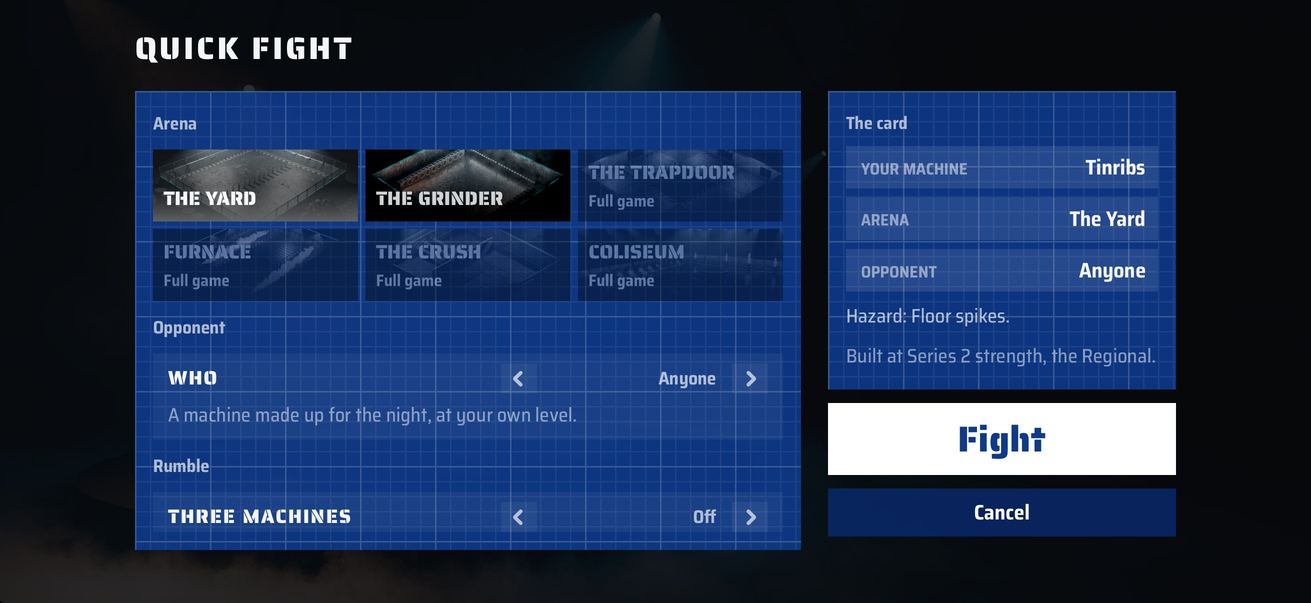 QUICK FIGHT
Arena
THE YARD
THE GRINDER
THE TRAPDOOR
Full game
FURNACE
Full game
THE CRUSH
Full game
COLISEUM
Full game
Opponent
WHO
Anyone
A machine made up for the night, at your own level.
Rumble
THREE MACHINES
Off
The card
YOUR MACHINE
Tinribs
ARENA
The Yard
OPPONENT
Anyone
Hazard: Floor spikes.
Built at Series 2 strength, the Regional.
Fight
Cancel